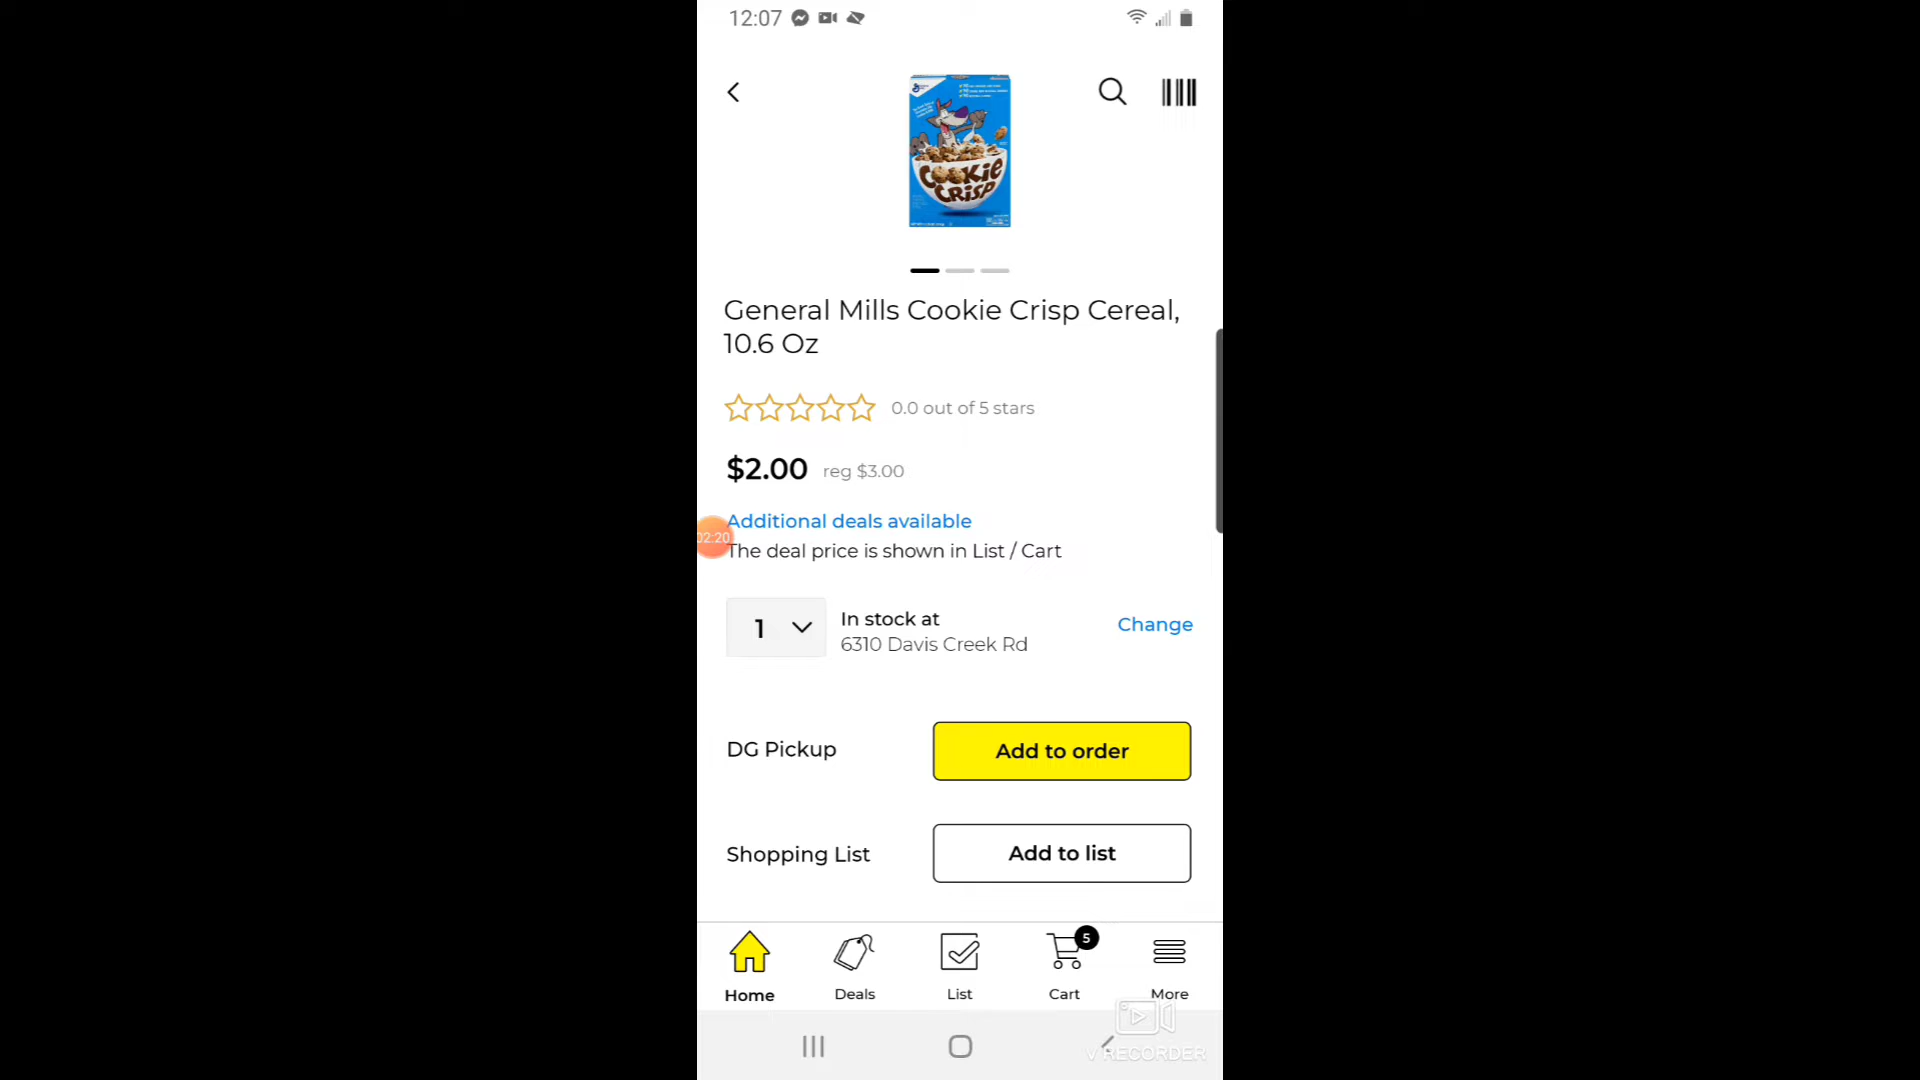 12:07
COOKIE
CRISP
General Mills Cookie Crisp Cereal,
10.6 Oz
0.0 out of 5 stars
$2.00 reg $3.00
Additional deals available
02:20
The deal price is shown in List / Cart
1
In stock at
6310 Davis Creek Rd
Change
DG Pickup
Add to order
Shopping List
Add to list
5
Home
Deals
List
Cart
More
V RECORDER